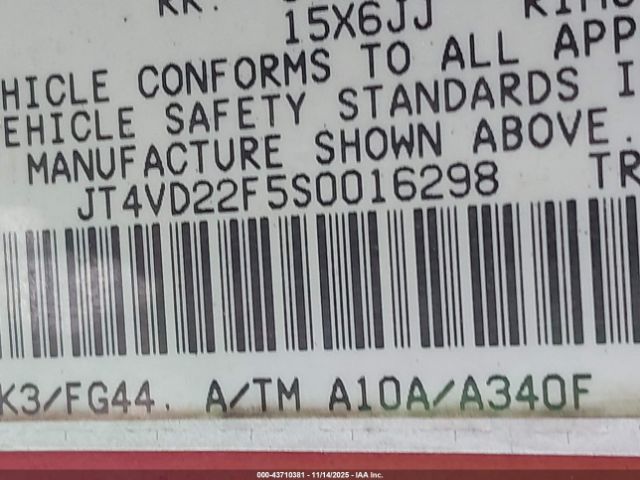 15X6JJ
HICLE CONFORMS TO ALL APP
EHICLE SAFETY STANDARDS I
MANUFACTURE SHOWN ABOVE.
JT4VD22F5S0016298 TR
K3/FG44. A/TM A10A/A340F
000-43710381 - 11/14/2025 - IAA Inc.